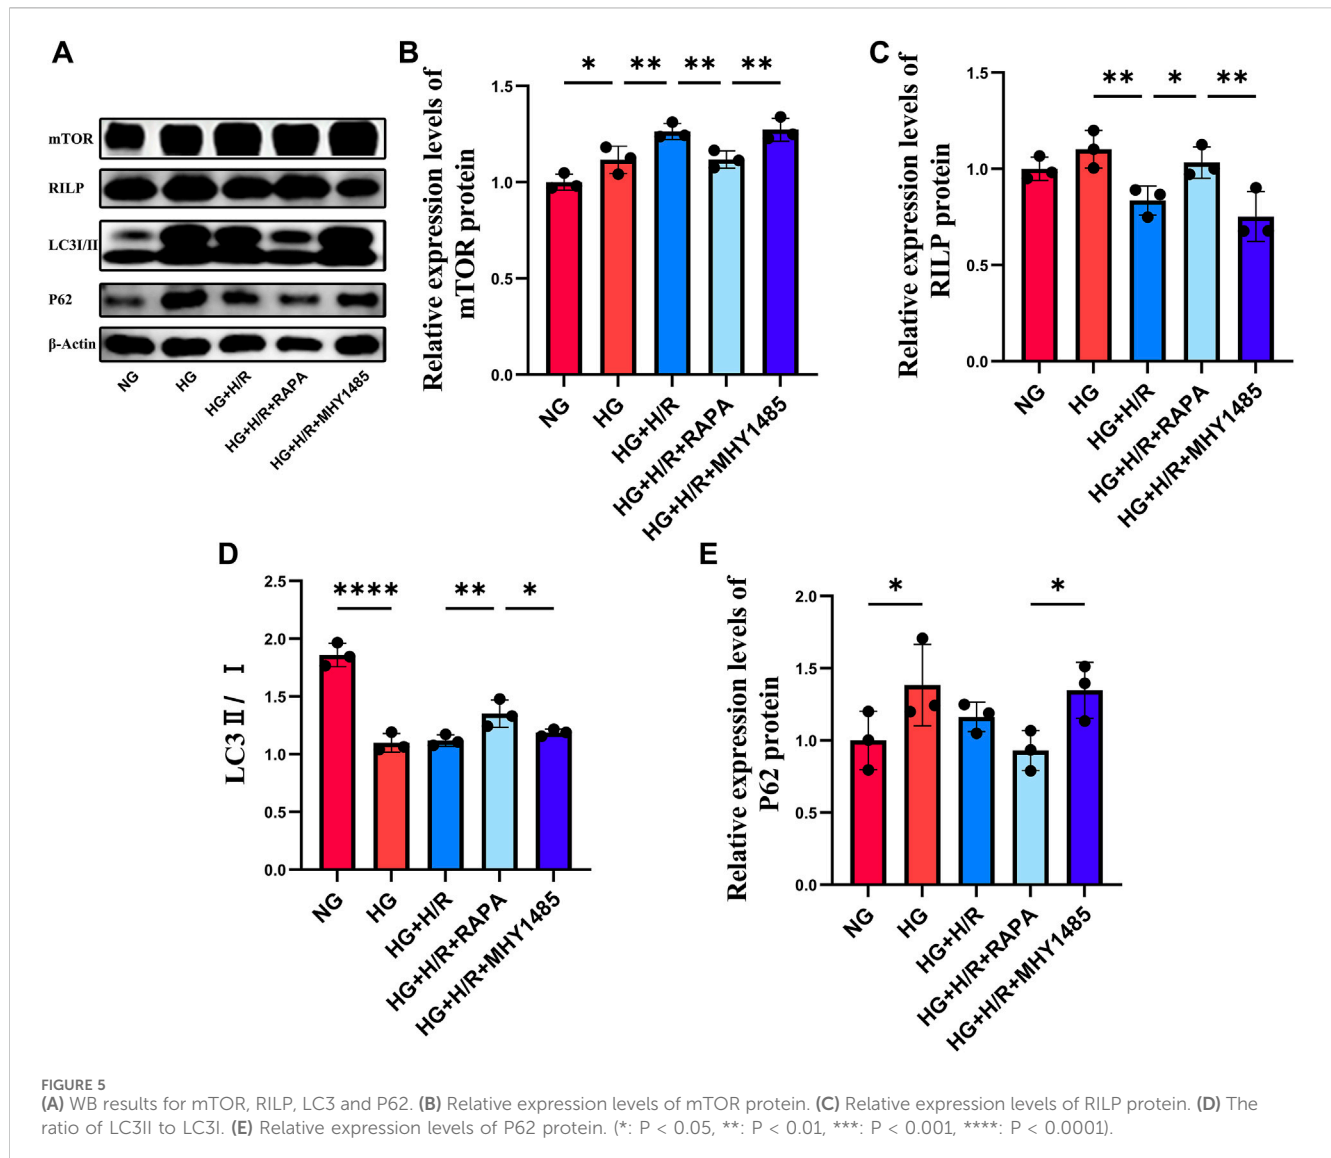 A
mTOR
RILP
LC3I/II
P62
β-Actin
NG
HG
HG+H/R
HG+H/R+RAPA
HG+H/R+MHY1485
B
Relative expression levels of
mTOR protein
* ** ** **
1.5
1.0
0.5
0.0
NG
HG
HG+H/R
HG+H/R+RAPA
HG+H/R+MHY1485
C
Relative expression levels of
RILP protein
** * **
1.5
1.0
0.5
0.0
NG
HG
HG+H/R
HG+H/R+RAPA
HG+H/R+MHY1485
D
LC3 II / I
**** ** *
2.5
2.0
1.5
1.0
0.5
0.0
NG
HG
HG+H/R
HG+H/R+RAPA
HG+H/R+MHY1485
E
Relative expression levels of
P62 protein
* *
2.0
1.5
1.0
0.5
0.0
NG
HG
HG+H/R
HG+H/R+RAPA
HG+H/R+MHY1485
FIGURE 5
(A) WB results for mTOR, RILP, LC3 and P62. (B) Relative expression levels of mTOR protein. (C) Relative expression levels of RILP protein. (D) The
ratio of LC3II to LC3I. (E) Relative expression levels of P62 protein. (*: P < 0.05, **: P < 0.01, ***: P < 0.001, ****: P < 0.0001).